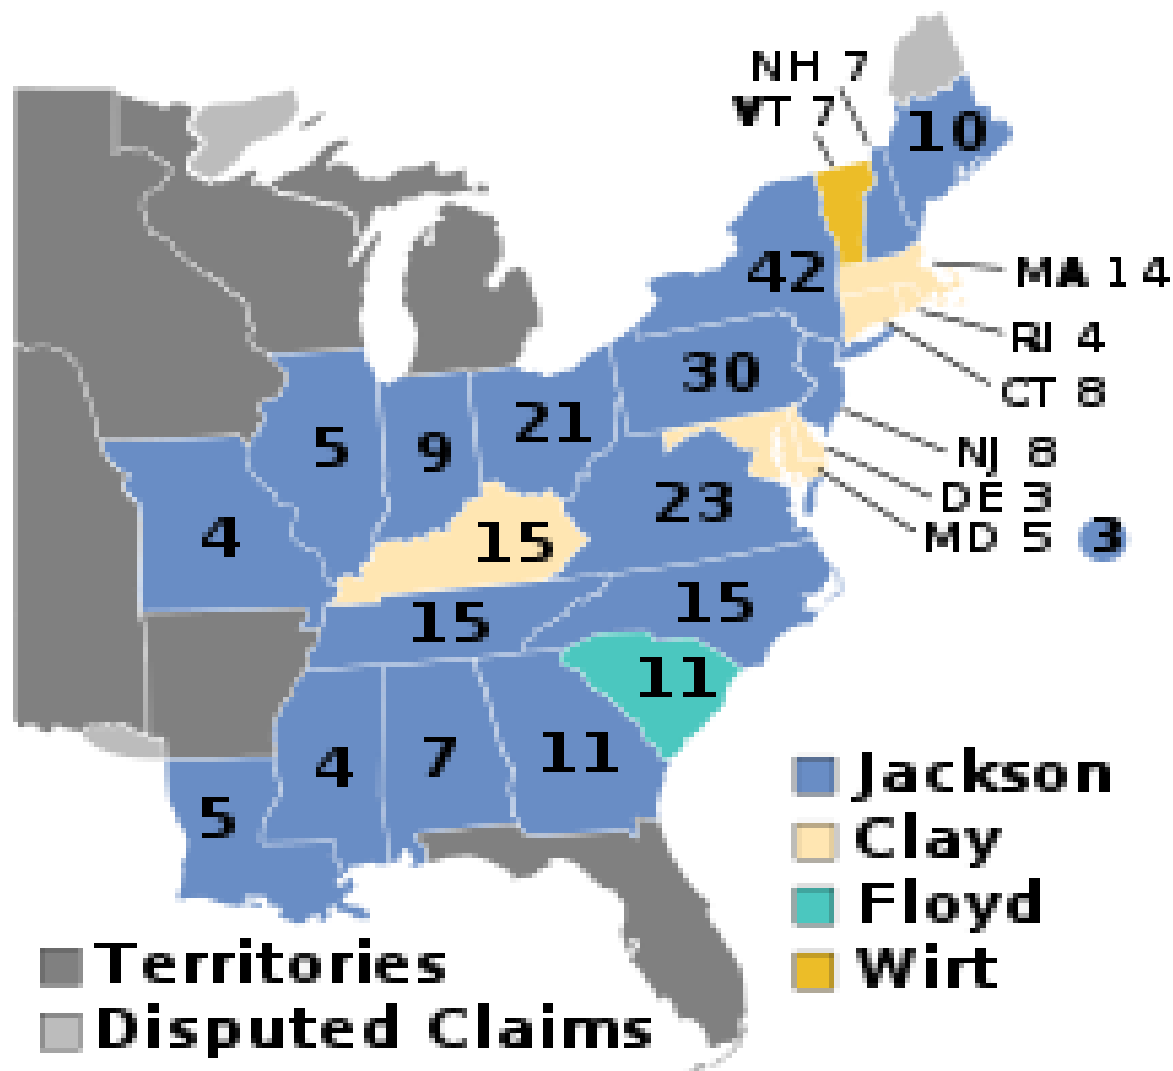 NH 7
VT 7
10
42
MA 14
RI 4
30
CT 8
5
9
21
NJ 8
DE 3
23
MD 5 3
4
15
15
15
11
4
7
11
5
Jackson
Clay
Floyd
Wirt
Territories
Disputed Claims